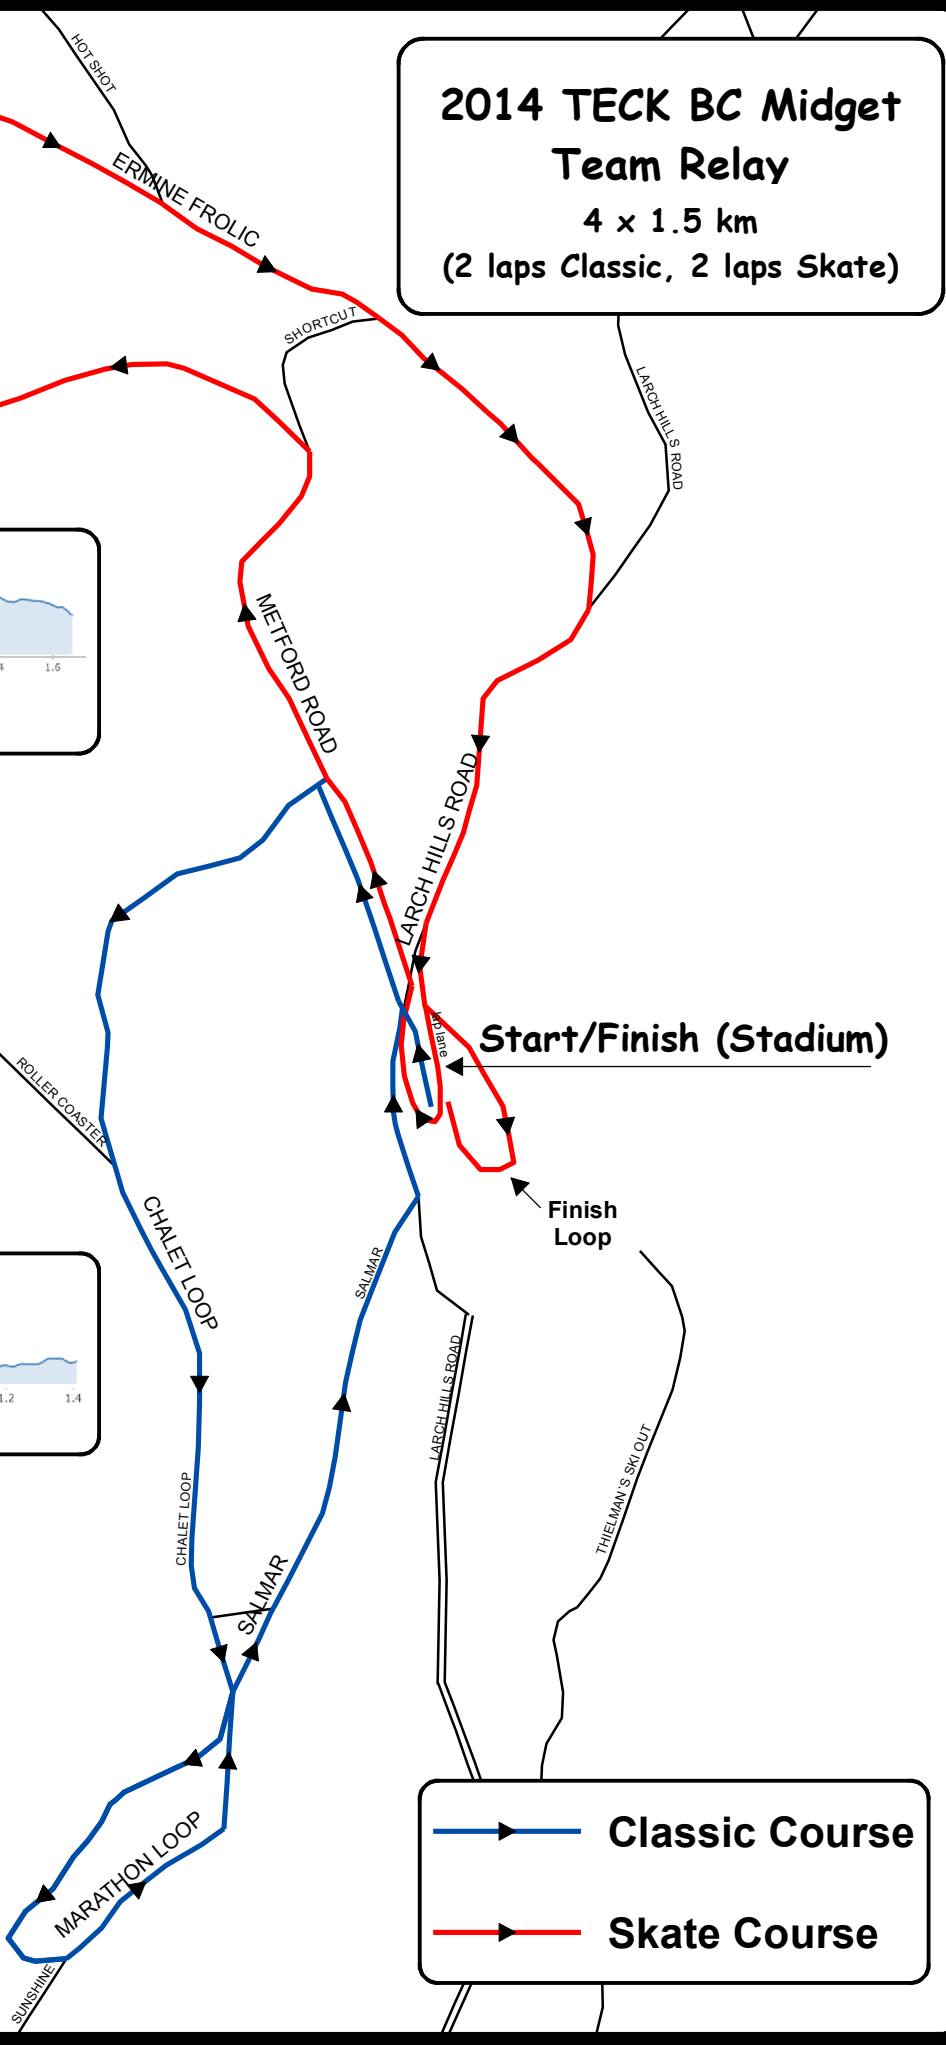 HOT SHOT
2014 TECK BC Midget
Team Relay
4 x 1.5 km
(2 laps Classic, 2 laps Skate)
ERMINE FROLIC
SHORTCUT
LARCH HILLS ROAD
METFORD ROAD
1.6
LARCH HILLS ROAD
lap lane
Start/Finish (Stadium)
ROLLER COASTER
CHALET LOOP
Finish
Loop
SALMAR
LARCH HILLS ROAD
1.2
1.4
THIELMAN`S SKI OUT
CHALET LOOP
SALMAR
MARATHON LOOP
Classic Course
Skate Course
SUNSHINE